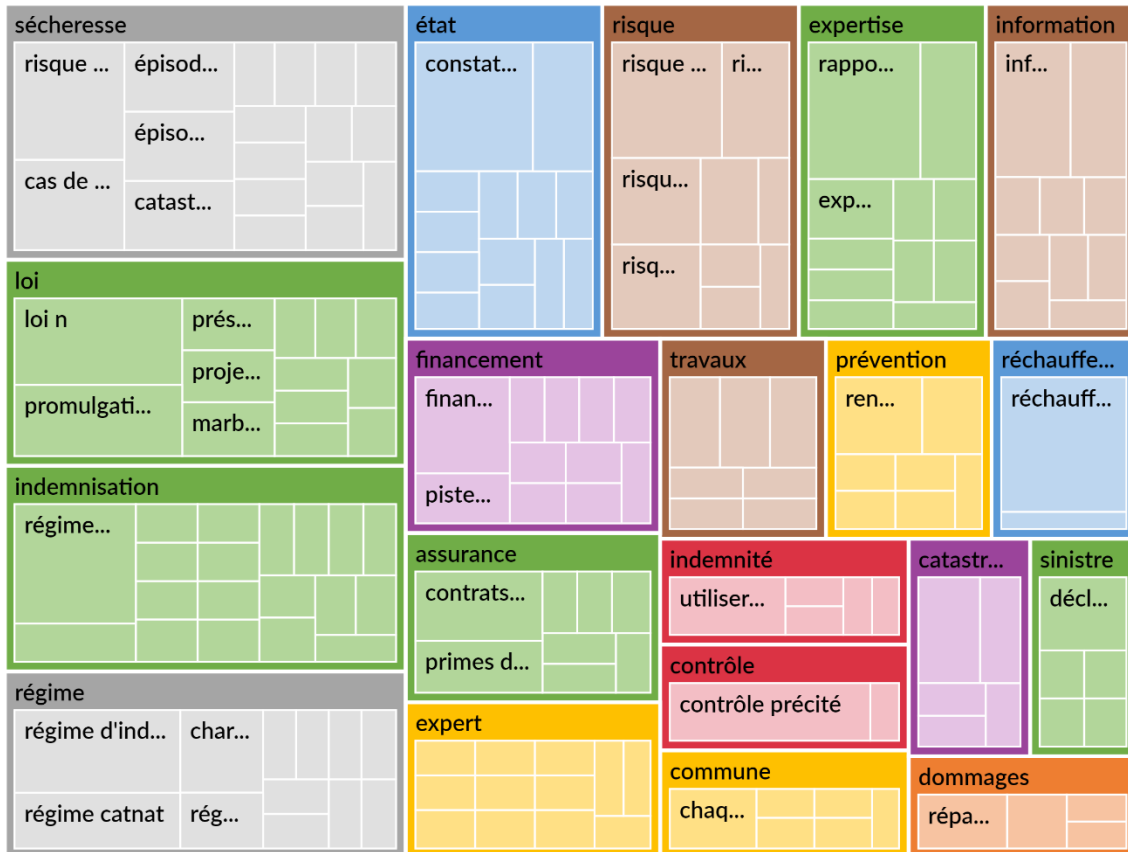 sécheresse
risque ...
épisod...
épiso...
cas de ...
catast...
état
constat...
risque
risque ...
ri...
risqu...
risq...
expertise
rappo...
exp...
information
inf...
loi
loi n
prés...
proje...
promulgati...
marb...
financement
finan...
piste...
travaux
prévention
ren...
réchauffe...
réchauff...
indemnisation
régime...
assurance
contrats...
primes d...
indemnité
utiliser...
catastr...
sinistre
décl...
contrôle
contrôle précité
régime
régime d'ind...
char...
régime catnat
rég...
expert
commune
chaq...
dommages
répa...